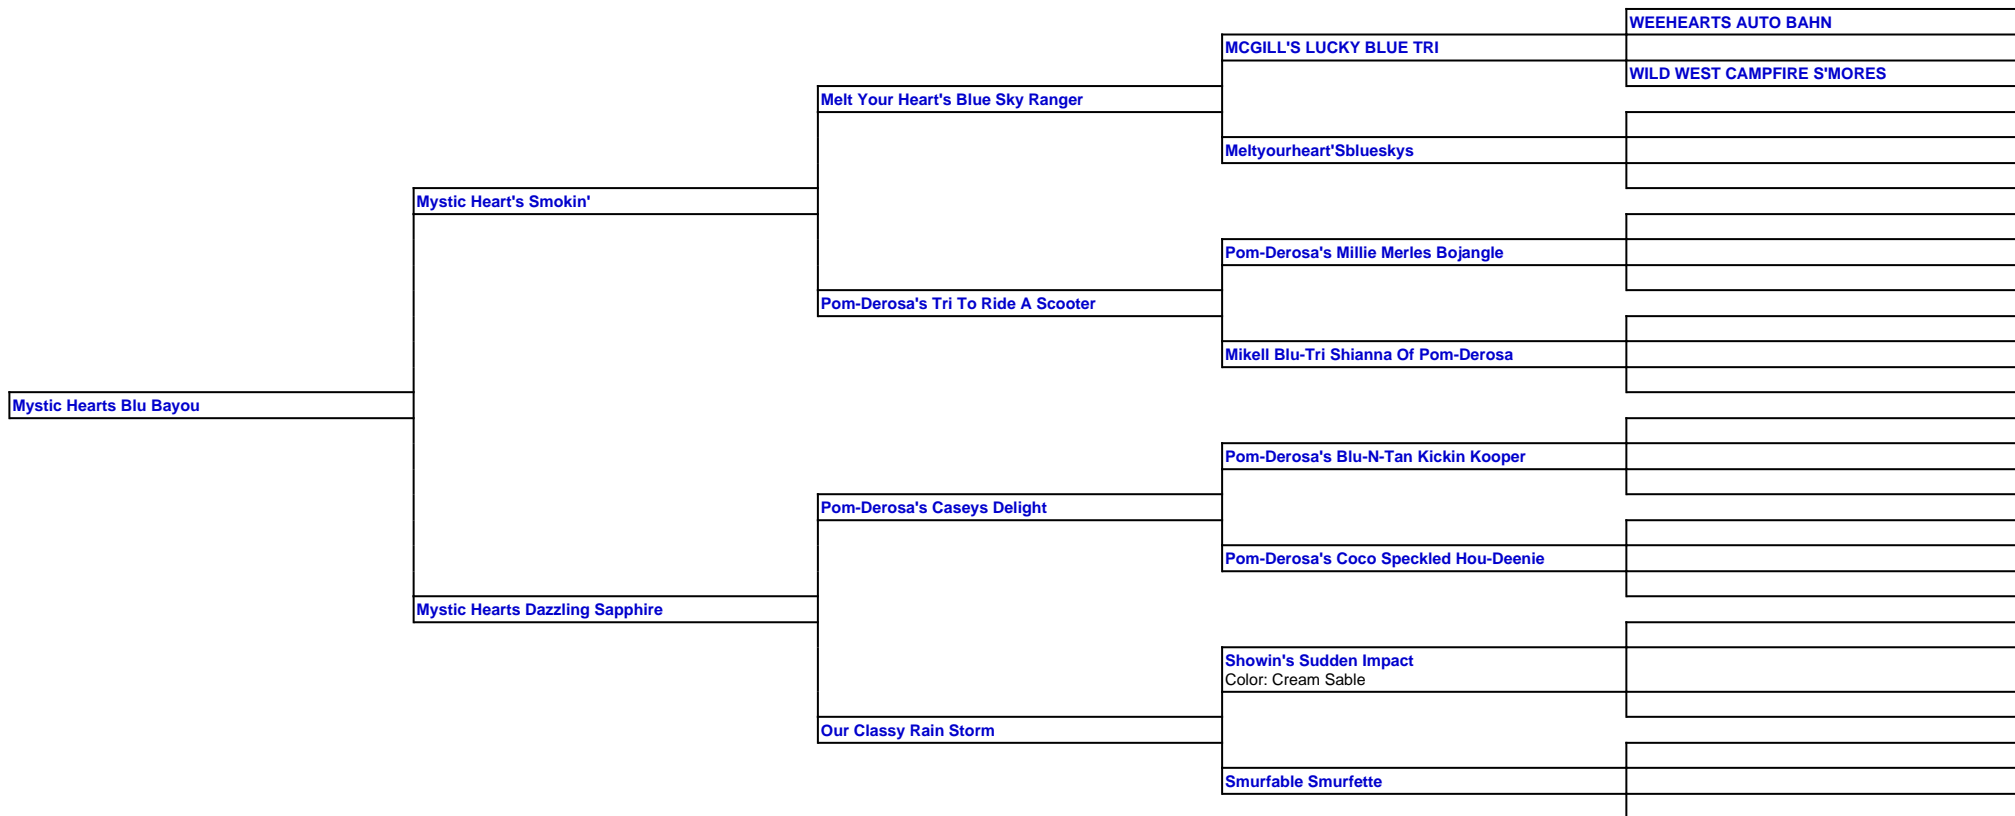 WEEHEARTS AUTO BAHN
MCGILL'S LUCKY BLUE TRI
WILD WEST CAMPFIRE S'MORES
Melt Your Heart's Blue Sky Ranger
Meltyourheart'Sblueskys
Mystic Heart's Smokin'
Pom-Derosa's Millie Merles Bojangle
Pom-Derosa's Tri To Ride A Scooter
Mikell Blu-Tri Shianna Of Pom-Derosa
Mystic Hearts Blu Bayou
Pom-Derosa's Blu-N-Tan Kickin Kooper
Pom-Derosa's Caseys Delight
Pom-Derosa's Coco Speckled Hou-Deenie
Mystic Hearts Dazzling Sapphire
Showin's Sudden Impact
Color: Cream Sable
Our Classy Rain Storm
Smurfable Smurfette